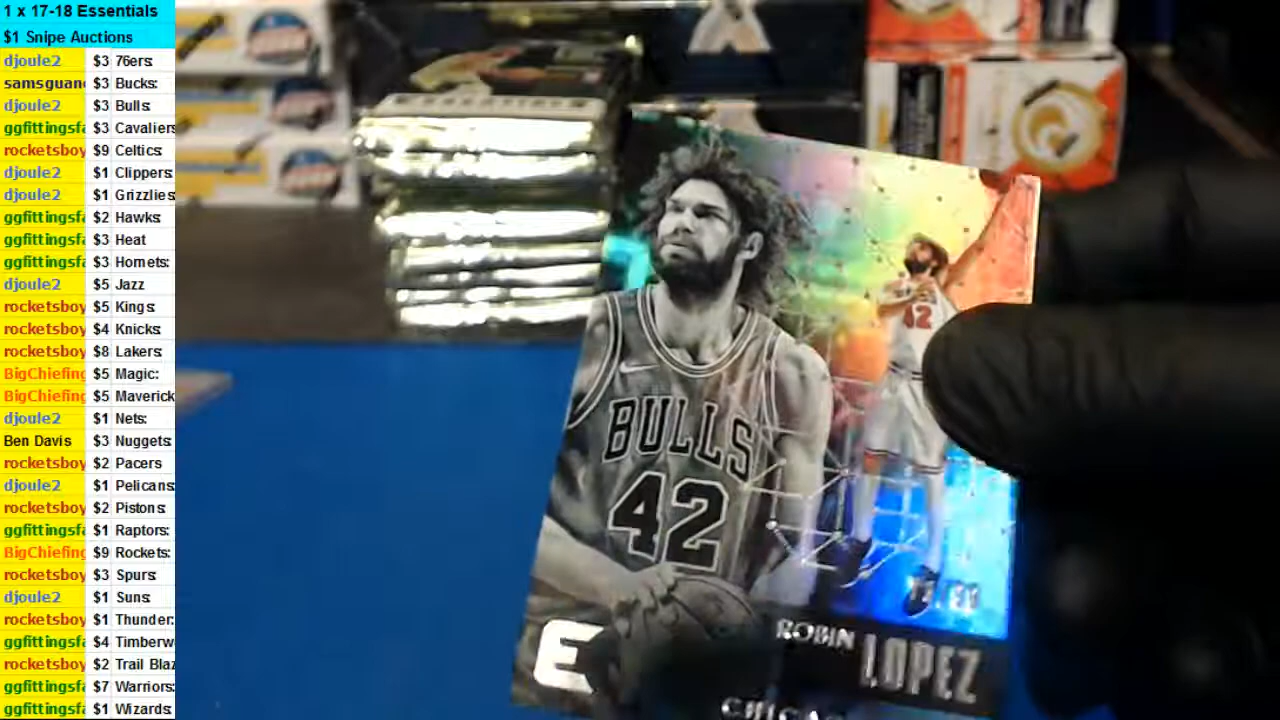 1 x 17-18 Essentials
$1 Snipe Auctions
djoule2 $3 76ers:
samsguan $3 Bucks:
djoule2 $3 Bulls:
ggfittingsfa $3 Cavaliers
rocketsboy $9 Celtics:
djoule2 $1 Clippers:
djoule2 $1 Grizzlies
ggfittingsfa $2 Hawks:
ggfittingsfa $3 Heat
ggfittingsfa $3 Hornets:
djoule2 $5 Jazz
rocketsboy $5 Kings:
rocketsboy $4 Knicks:
rocketsboy $8 Lakers:
BigChiefing $5 Magic:
BigChiefing $5 Maverick
djoule2 $1 Nets:
Ben Davis $3 Nuggets:
rocketsboy $2 Pacers
djoule2 $1 Pelicans:
rocketsboy $2 Pistons:
ggfittingsfa $1 Raptors:
BigChiefing $9 Rockets:
rocketsboy $3 Spurs:
djoule2 $1 Suns:
rocketsboy $1 Thunder:
ggfittingsfa $4 Timberw
rocketsboy $2 Trail Blaz
ggfittingsfa $7 Warriors:
ggfittingsfa $1 Wizards:
BULLS
42
42
E
ROBIN LOPEZ